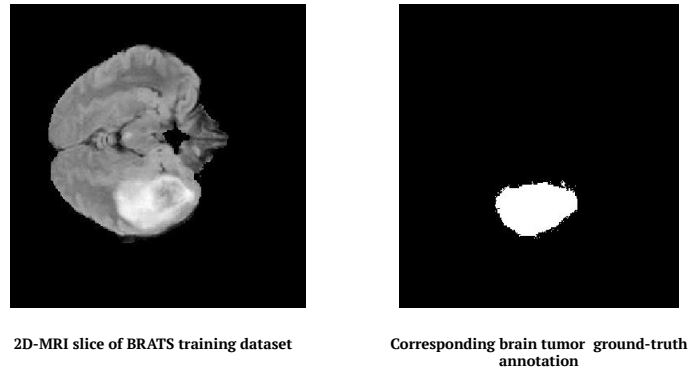 2D-MRI slice of BRATS training dataset
Corresponding brain tumor ground-truth
annotation